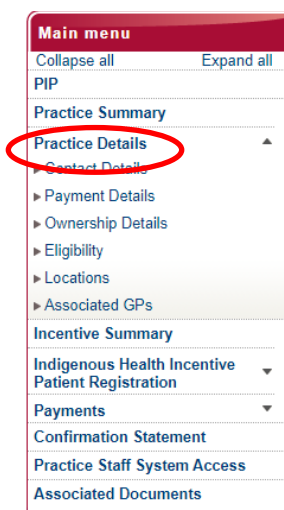 Main menu
Collapse all Expand all
PIP
Practice Summary
Practice Details
Contact Details
Payment Details
Ownership Details
Eligibility
Locations
Associated GPs
Incentive Summary
Indigenous Health Incentive
Patient Registration
Payments
Confirmation Statement
Practice Staff System Access
Associated Documents